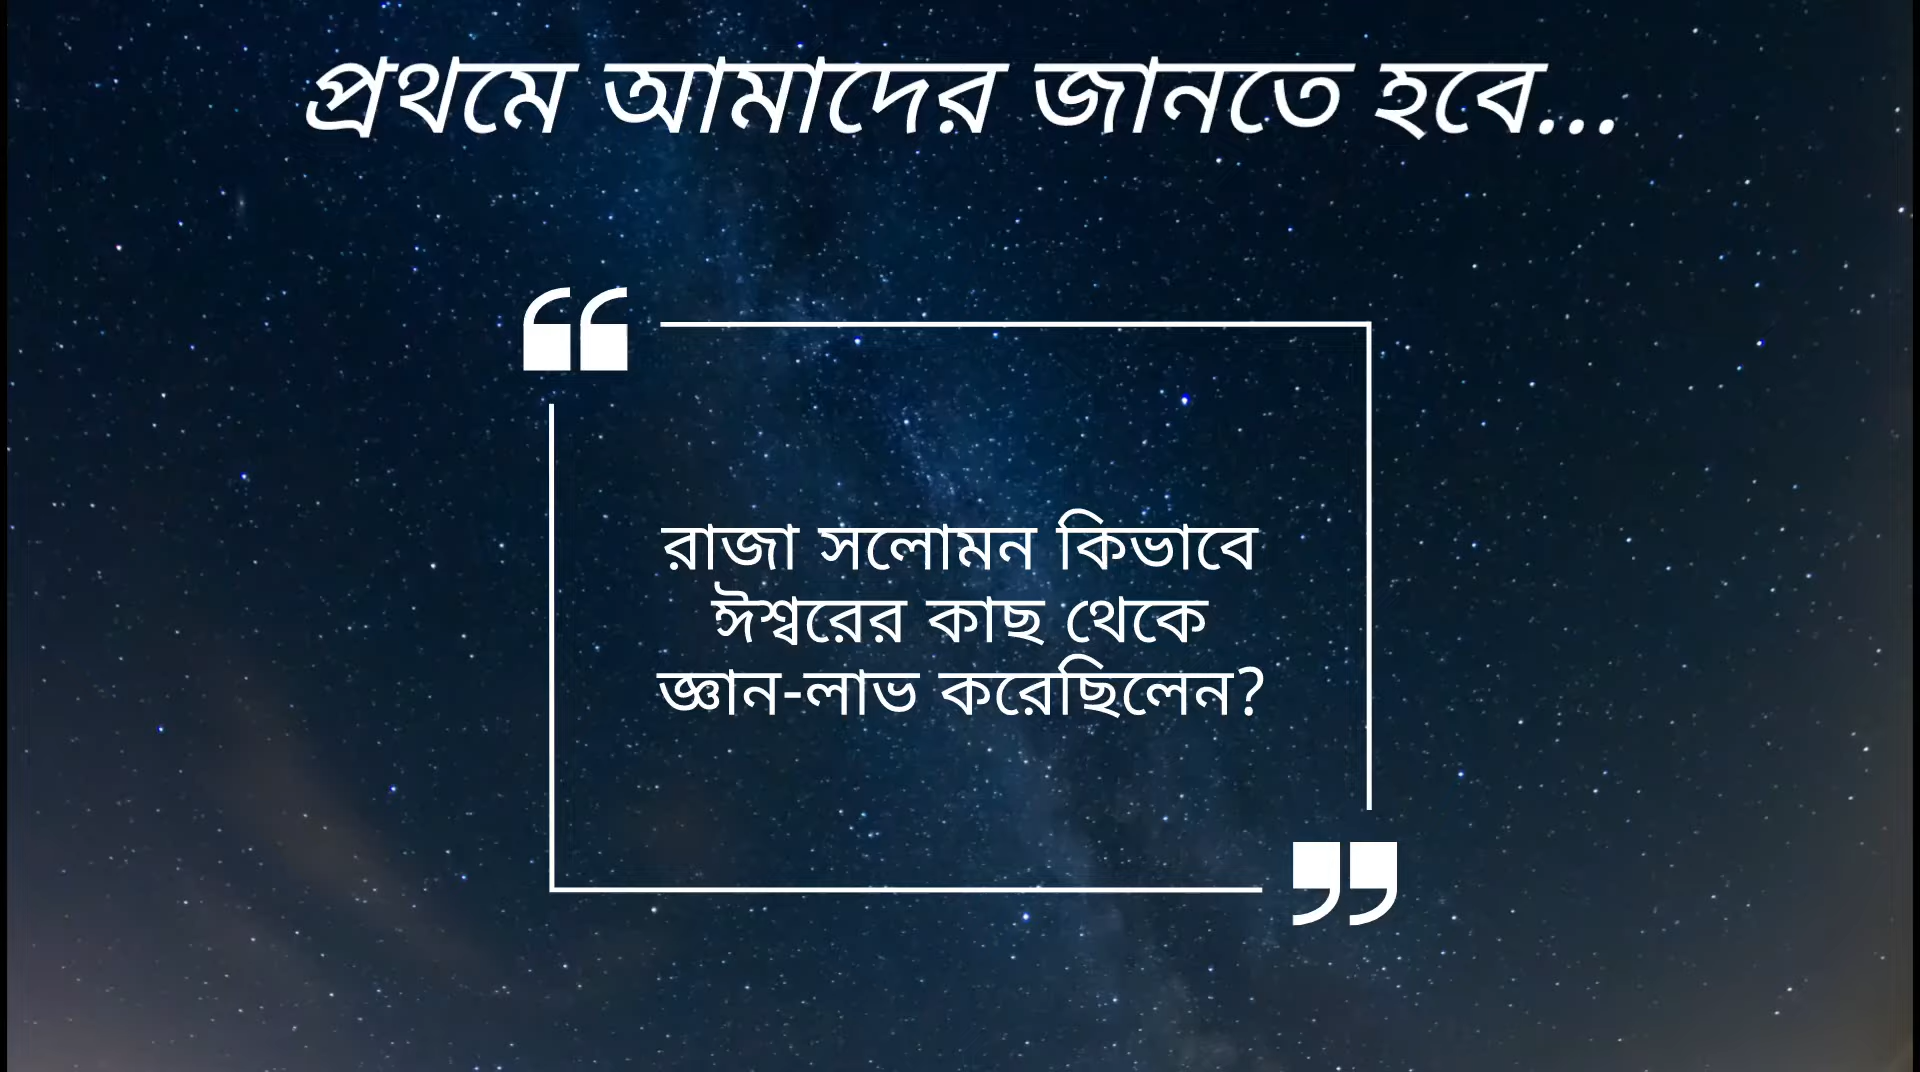 প্রথমে আমাদের জানতে হবে...
রাজা সলোমন কিভাবে
ঈশ্বরের কাছ থেকে
জ্ঞান-লাভ করেছিলেন?